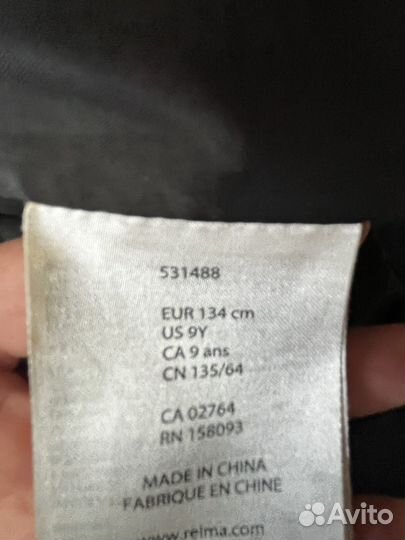 531488
EUR 134 cm
US 9Y
CA 9 ans
CN 135/64
CA 02764
RN 158093
MADE IN CHINA
FABRIQUE EN CHINE
www.reima.com
Avito